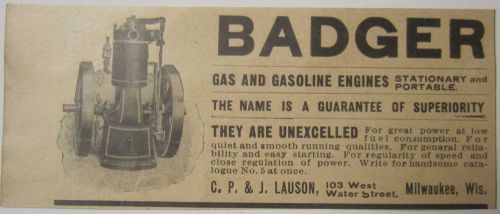 BADGER
GAS AND GASOLINE ENGINES STATIONARY and PORTABLE.
THE NAME IS A GUARANTEE OF SUPERIORITY
THEY ARE UNEXCELLED For great power at low
fuel consumption. For
quiet and smooth running qualities. For general relia-
bility and easy starting. For regularity of speed and
close regulation of power. Write for handsome cata-
logue No. 5 at once.
C. P. & J. LAUSON, 103 West Water Street, Milwaukee, Wis.